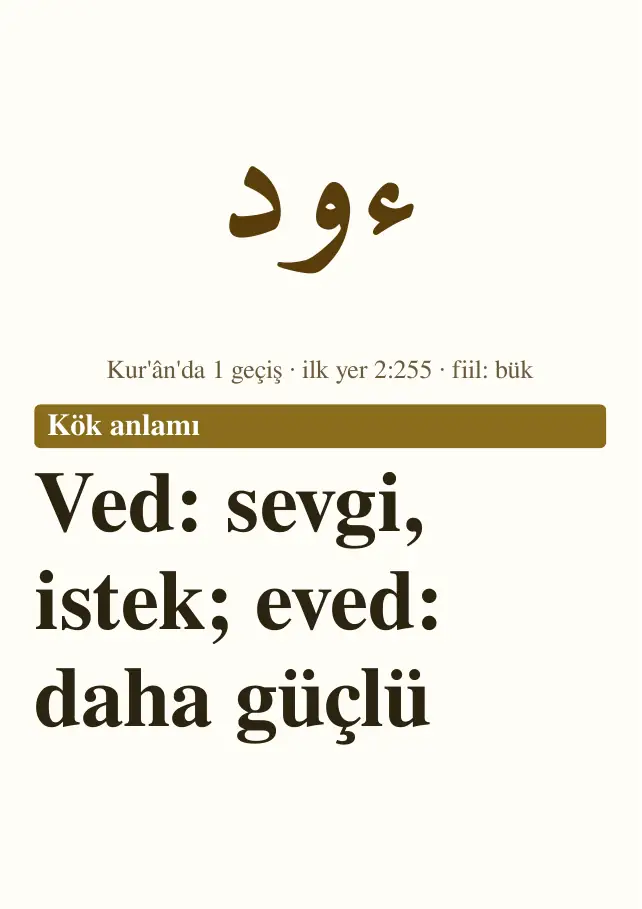 ءود
Kur'ân'da 1 geçiş · ilk yer 2:255 · fiil: bük
Kök anlamı
Ved: sevgi,
istek; eved:
daha güçlü